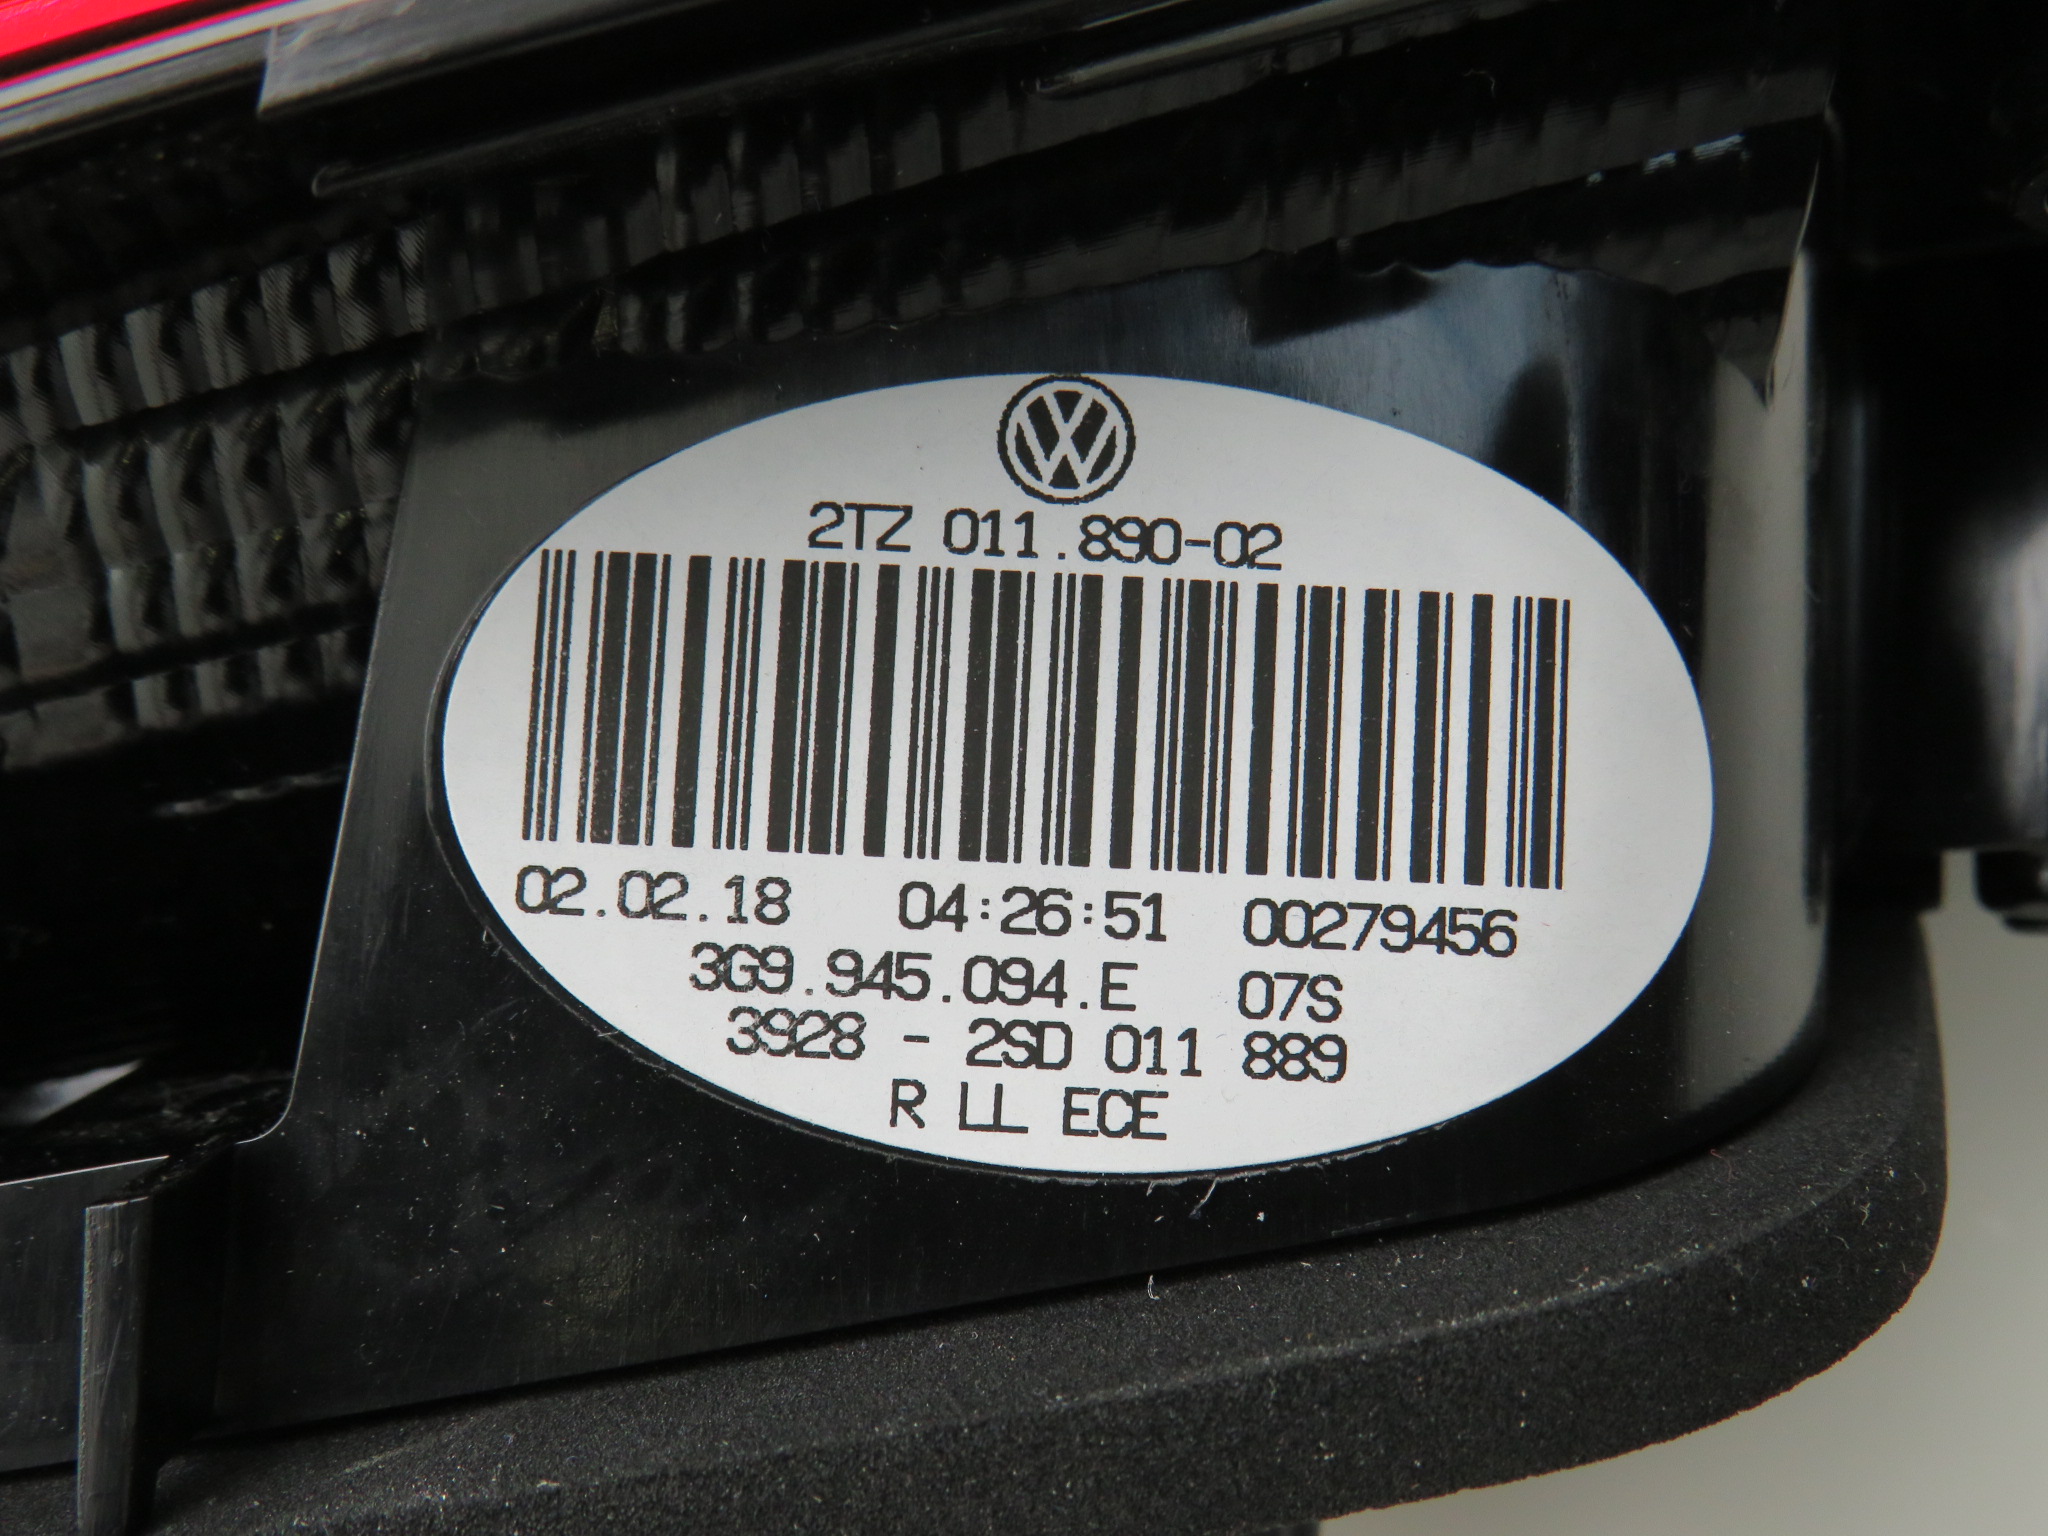 2TZ 011.890-02
02.02.18 04:26:51 00279456
3G9.945.094.E 07S
3928 - 2SD 011 889
R LL ECE